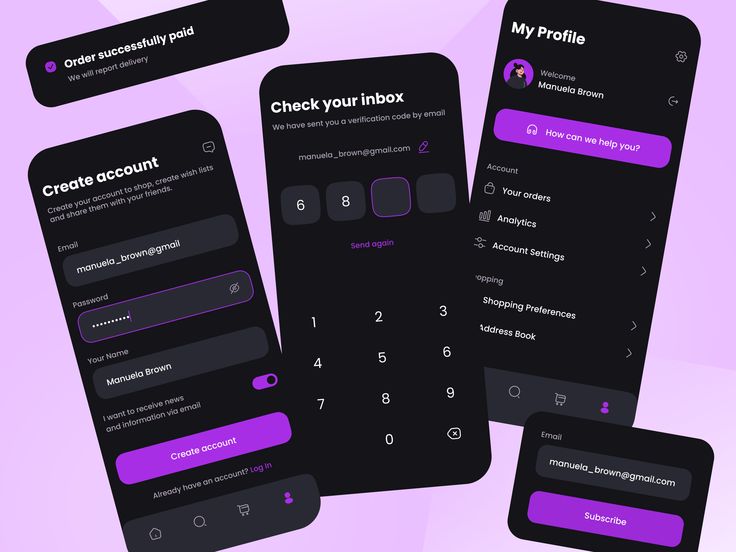 Order successfully paid
We will report delivery
Create account
Create your account to shop, create wish lists
and share them with your friends.
Email
manuela_brown@gmail
Password
••••••••••
Your Name
Manuela Brown
I want to receive news
and information via email
Create account
Already have an account? Log In
Check your inbox
We have sent you a verification code by email
manuela_brown@gmail.com
6 8
Send again
1 2 3
4 5 6
7 8 9
0
My Profile
Welcome
Manuela Brown
How can we help you?
Account
Your orders
Analytics
Account Settings
opping
Shopping Preferences
Address Book
Email
manuela_brown@gmail.com
Subscribe